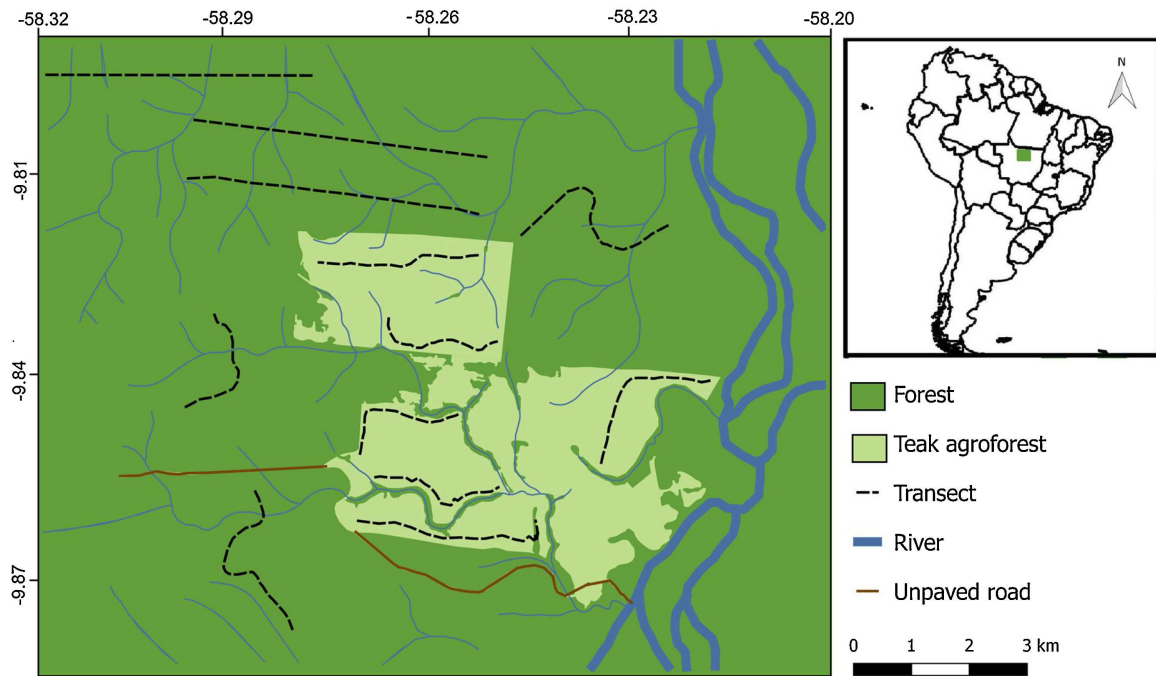 -58.32 -58.29 -58.26 -58.23 -58.20
N
-9.81
-9.84
-9.87
Forest
Teak agroforest
Transect
River
Unpaved road
0 1 2 3 km